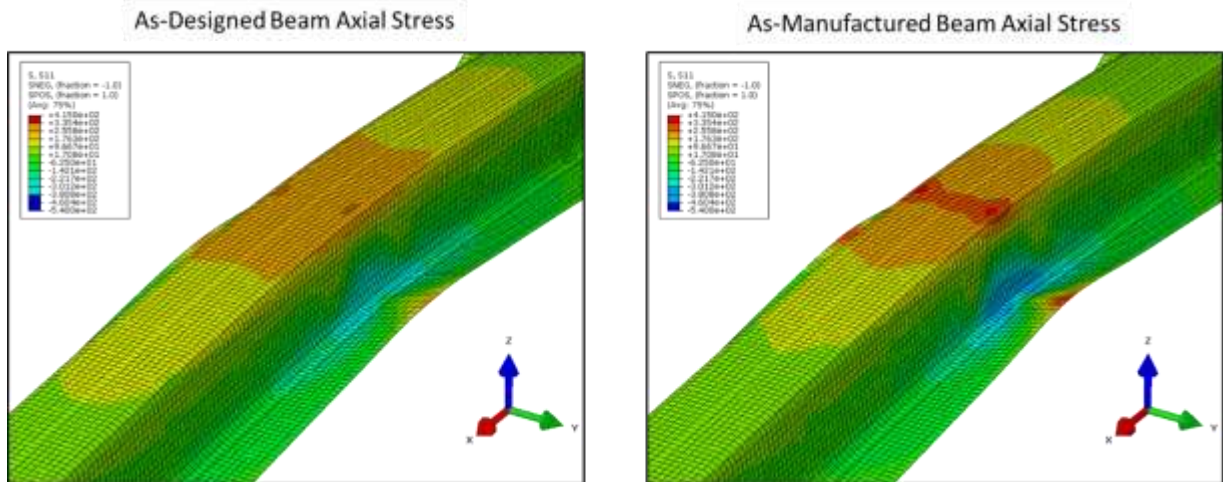 As-Designed Beam Axial Stress
As-Manufactured Beam Axial Stress
S, S11
SNEG, (fraction = -1.0)
SPOS, (fraction = 1.0)
(Avg: 75%)
+4.150e+02
+3.354e+02
+2.558e+02
+1.763e+02
+9.667e+01
+1.708e+01
-6.250e+01
-1.421e+02
-2.217e+02
-3.012e+02
-3.808e+02
-4.604e+02
-5.400e+02
Z
X
Y
S, S11
SNEG, (fraction = -1.0)
SPOS, (fraction = 1.0)
(Avg: 75%)
+4.150e+02
+3.354e+02
+2.558e+02
+1.763e+02
+9.667e+01
+1.708e+01
-6.250e+01
-1.421e+02
-2.217e+02
-3.012e+02
-3.808e+02
-4.604e+02
-5.400e+02
Z
X
Y